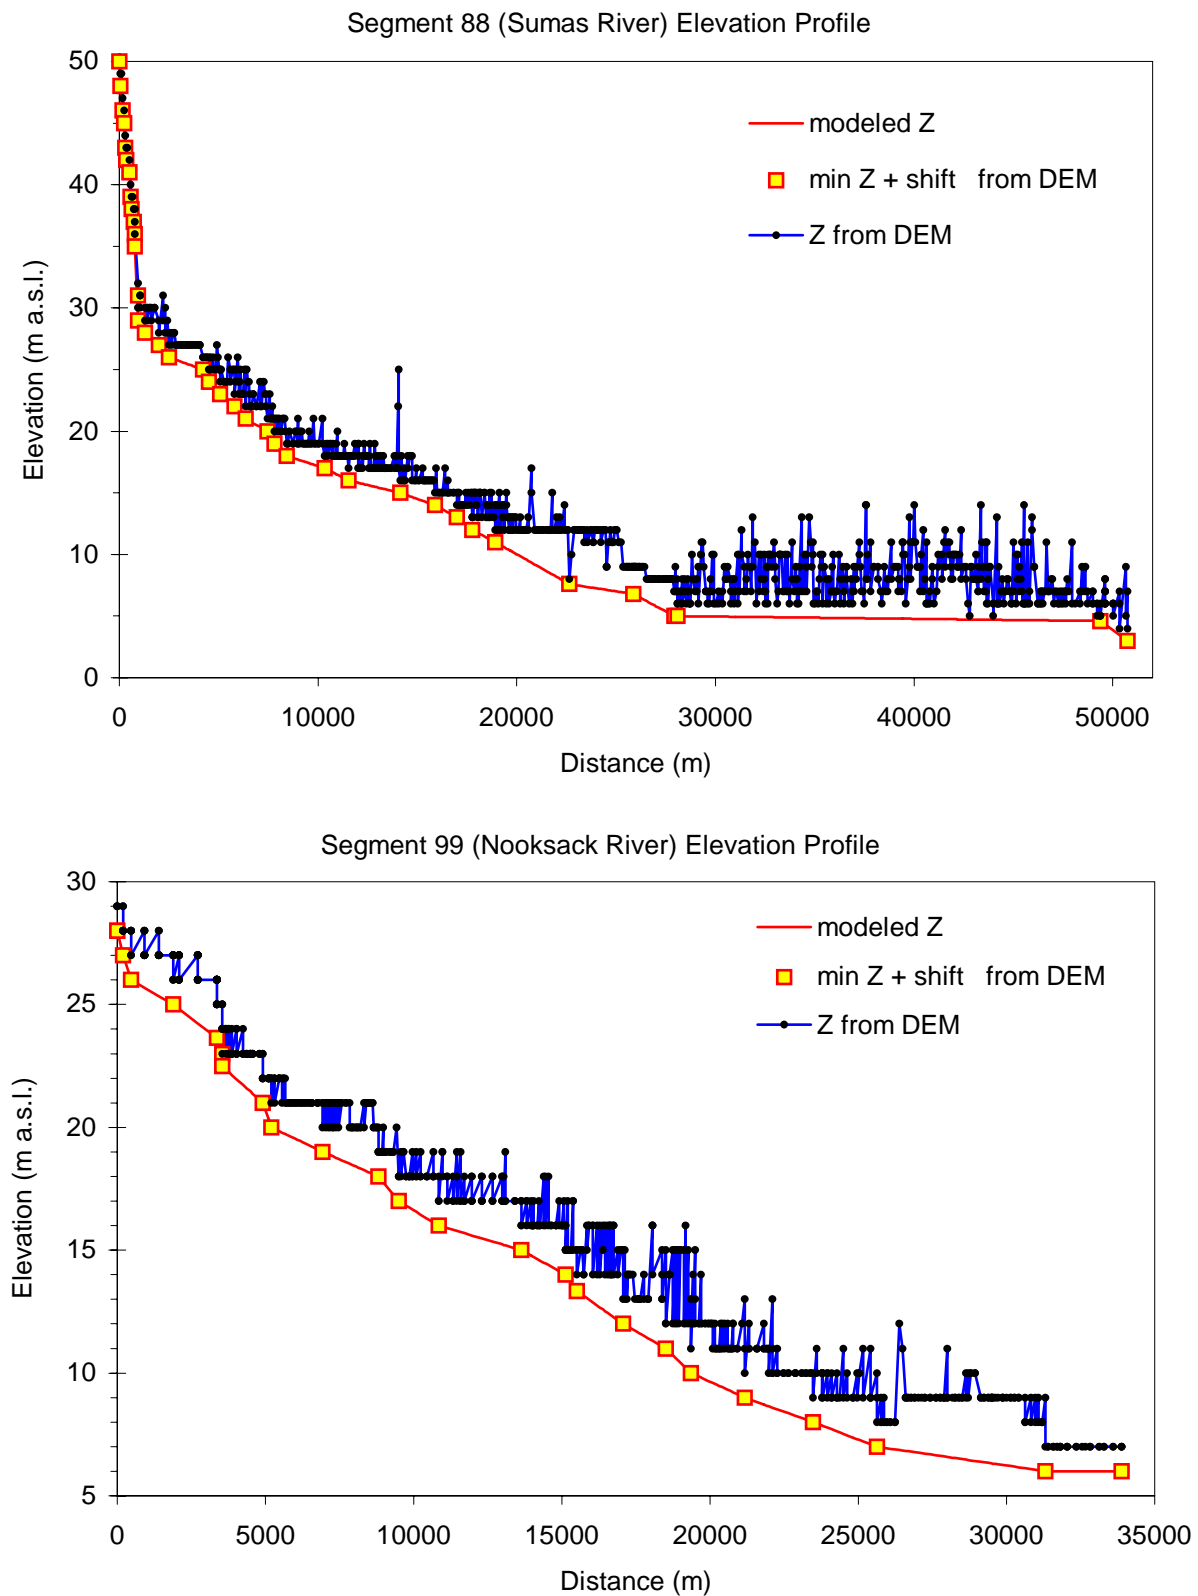 Segment 88 (Sumas River) Elevation Profile
50
40
30
20
10
0
Elevation (m a.s.l.)
modeled Z
min Z + shift from DEM
Z from DEM
0 10000 20000 30000 40000 50000
Distance (m)
Segment 99 (Nooksack River) Elevation Profile
30
25
20
15
10
5
Elevation (m a.s.l.)
modeled Z
min Z + shift from DEM
Z from DEM
0 5000 10000 15000 20000 25000 30000 35000
Distance (m)